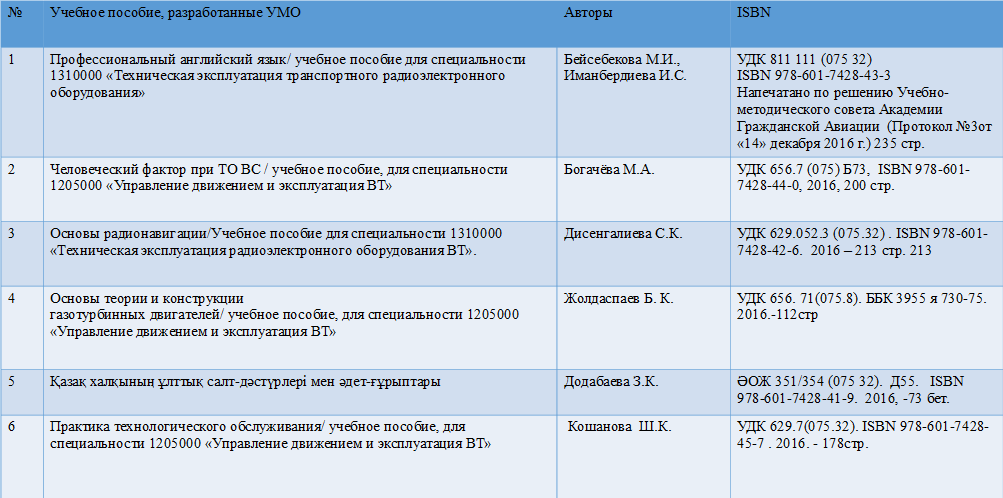 № Учебное пособие, разработанные УМО Авторы ISBN
1 Профессиональный английский язык/ учебное пособие для специальности
1310000 «Техническая эксплуатация транспортного радиоэлектронного
оборудования»
Бейсебекова М.И.,
Иманбердиева И.С.
УДК 811 111 (075 32)
ISBN 978-601-7428-43-3
Напечатано по решению Учебно-
методического совета Академии
Гражданской Авиации (Протокол №3от
«14» декабря 2016 г.) 235 стр.
2 Человеческий фактор при ТО ВС / учебное пособие, для специальности
1205000 «Управление движением и эксплуатация ВТ»
Богачёва М.А.
УДК 656.7 (075) Б73, ISBN 978-601-
7428-44-0, 2016, 200 стр.
3 Основы радионавигации/Учебное пособие для специальности 1310000
«Техническая эксплуатация радиоэлектронного оборудования ВТ».
Дисенгалиева С.К.
УДК 629.052.3 (075.32) . ISBN 978-601-
7428-42-6. 2016 – 213 стр. 213
4 Основы теории и конструкции
газотурбинных двигателей/ учебное пособие, для специальности 1205000
«Управление движением и эксплуатация ВТ»
Жолдаспаев Б. К.
УДК 656. 71(075.8). ББК 3955 я 730-75.
2016.-112стр
5 Қазақ халқының ұлттық салт-дәстүрлері мен әдет-ғұрыптары
Додабаева З.К.
ӘОЖ 351/354 (075 32). Д55. ISBN
978-601-7428-41-9. 2016, -73 бет.
6 Практика технологического обслуживания/ учебное пособие, для
специальности 1205000 «Управление движением и эксплуатация ВТ»
Кошанова Ш.К.
УДК 629.7(075.32). ISBN 978-601-7428-
45-7 . 2016. - 178стр.